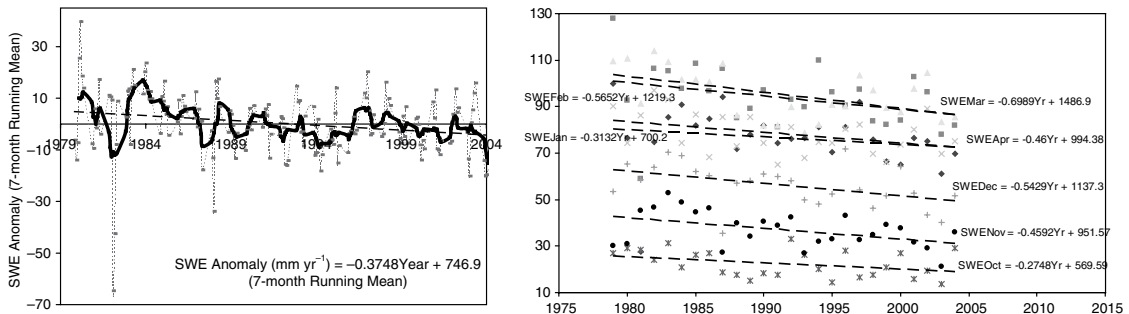 SWE Anomaly (7-month Running Mean)
30
10
−10
−30
−50
−70
1979
1984
1989
1994
1999
2004
SWE Anomaly (mm yr−1) = −0.3748Year + 746.9
(7-month Running Mean)
130
110
90
70
50
30
10
SWEFeb = -0.5652Yr + 1219.3
SWEJan = -0.3132Yr + 700.2
SWEMar = -0.6989Yr + 1486.9
SWEApr = -0.46Yr + 994.38
SWEDec = -0.5429Yr + 1137.3
SWENov = -0.4592Yr + 951.57
SWEOct = -0.2748Yr + 569.59
1975 1980 1985 1990 1995 2000 2005 2010 2015